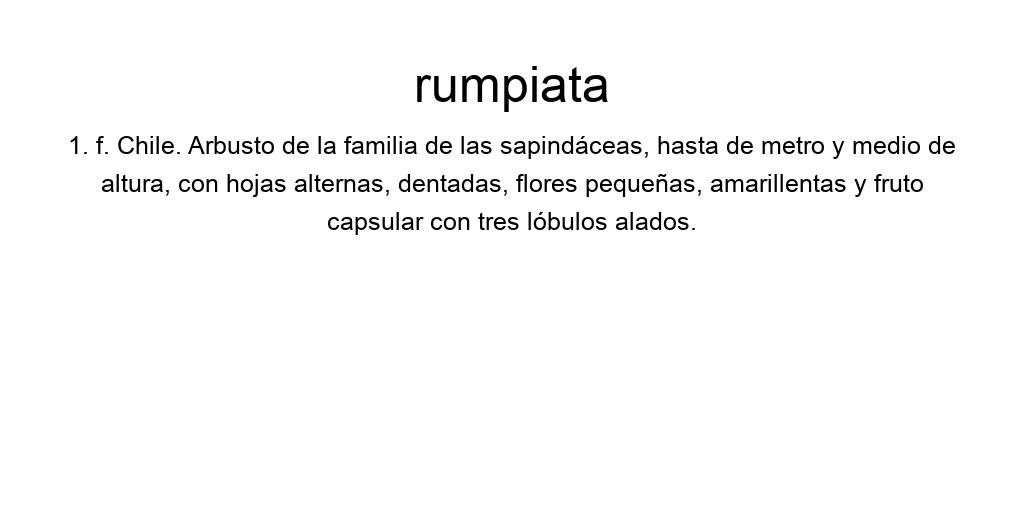 rumpiata
1. f. Chile. Arbusto de la familia de las sapindáceas, hasta de metro y medio de
altura, con hojas alternas, dentadas, flores pequeñas, amarillentas y fruto
capsular con tres lóbulos alados.